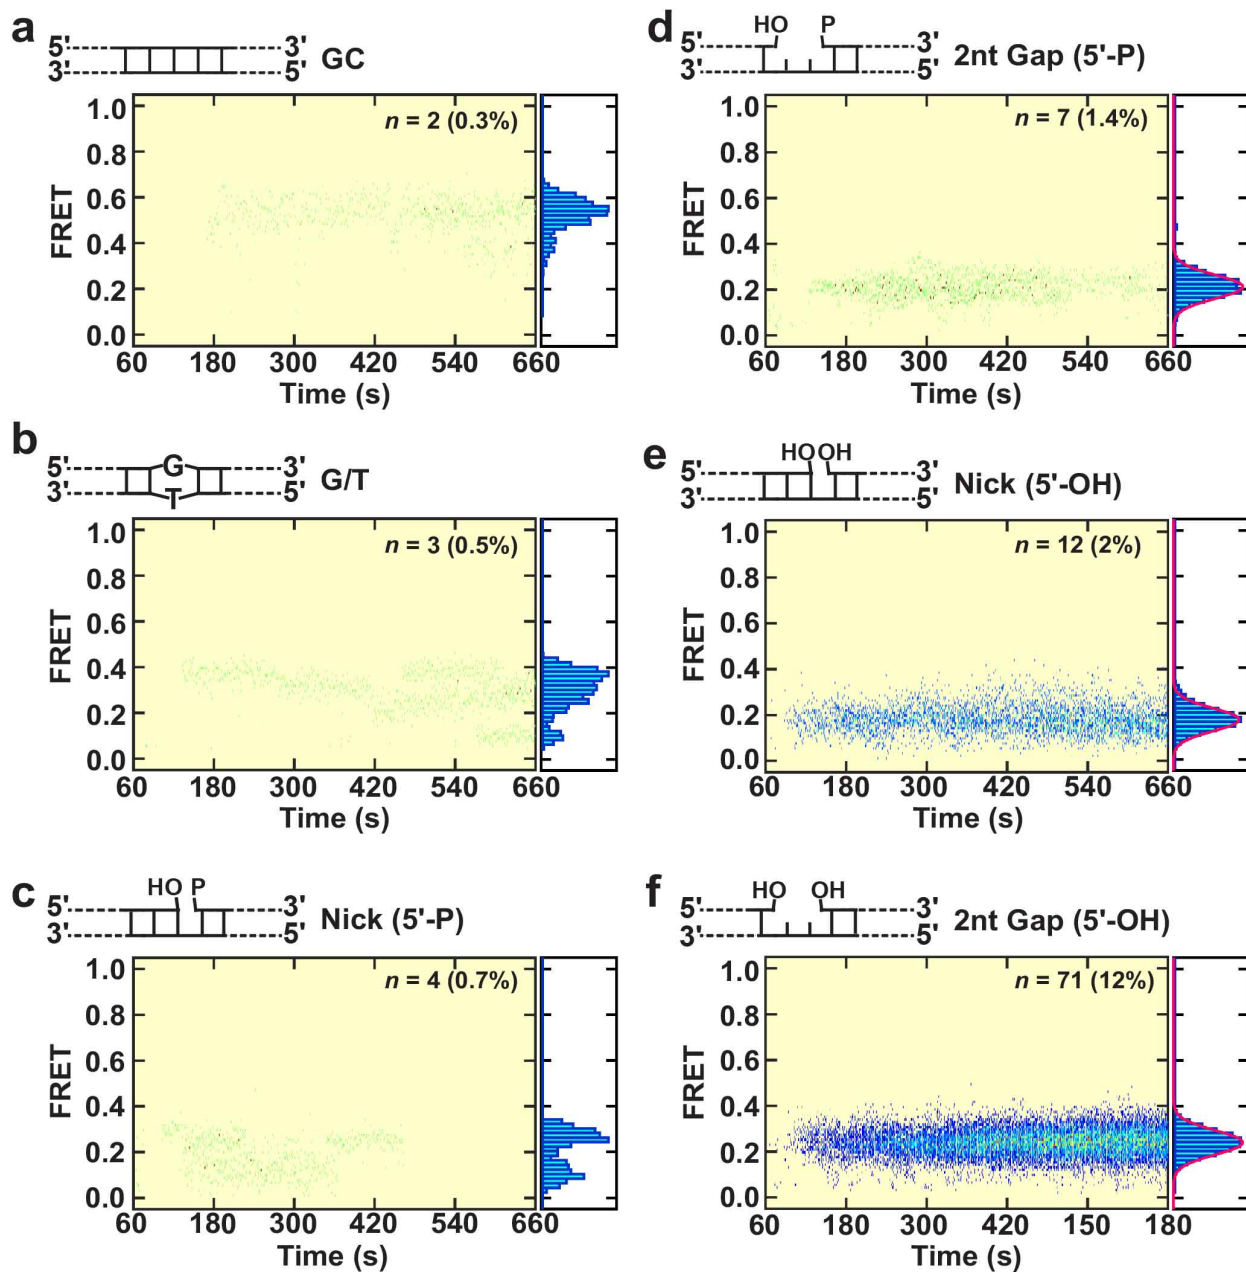 a
5' 3'
3' 5'
GC
n = 2 (0.3%)
FRET
1.0
0.8
0.6
0.4
0.2
0.0
60 180 300 420 540 660
Time (s)
b
5' G 3'
3' T 5'
G/T
n = 3 (0.5%)
FRET
1.0
0.8
0.6
0.4
0.2
0.0
60 180 300 420 540 660
Time (s)
c
HO P
5' 3'
3' 5'
Nick (5'-P)
n = 4 (0.7%)
FRET
1.0
0.8
0.6
0.4
0.2
0.0
60 180 300 420 540 660
Time (s)
d
HO P
5' 3'
3' 5'
2nt Gap (5'-P)
n = 7 (1.4%)
FRET
1.0
0.8
0.6
0.4
0.2
0.0
60 180 300 420 540 660
Time (s)
e
HO OH
5' 3'
3' 5'
Nick (5'-OH)
n = 12 (2%)
FRET
1.0
0.8
0.6
0.4
0.2
0.0
60 180 300 420 540 660
Time (s)
f
HO OH
5' 3'
3' 5'
2nt Gap (5'-OH)
n = 71 (12%)
FRET
1.0
0.8
0.6
0.4
0.2
0.0
60 180 300 420 150 180
Time (s)